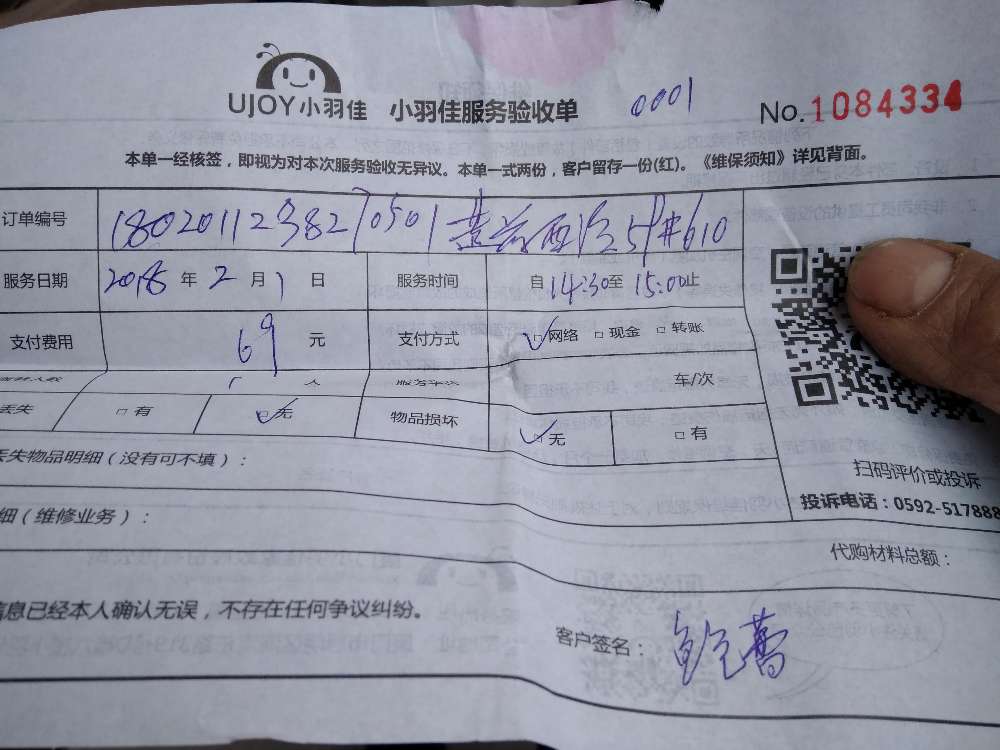 UJOY小羽佳 小羽佳服务验收单 0001 No.1084334
本单一经核签，即视为对本次服务验收无异议。本单一式两份，客户留存一份(红)。《维保须知》详见背面。
订单编号 1802011238270501 #610
服务日期 2018 年 2 月 1 日 服务时间 自 14:30 至 15:00 止
支付费用 69 元 支付方式 网络 现金 转账
人 车/次
丢失 有 无 物品损坏 无 有
丢失物品明细（没有可不填）：
扫码评价或投诉
细（维修业务）： 投诉电话：0592-517888
代购材料总额：
信息已经本人确认无误，不存在任何争议纠纷。
客户签名：